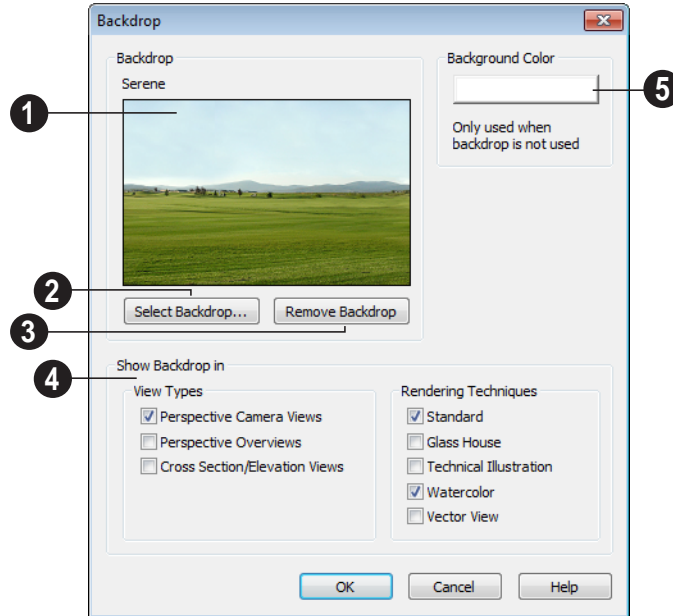 Backdrop
Backdrop
Serene
1
2
Select Backdrop...
3
Remove Backdrop
Background Color
5
Only used when
backdrop is not used
4
Show Backdrop in
View Types
Perspective Camera Views
Perspective Overviews
Cross Section/Elevation Views
Rendering Techniques
Standard
Glass House
Technical Illustration
Watercolor
Vector View
OK
Cancel
Help